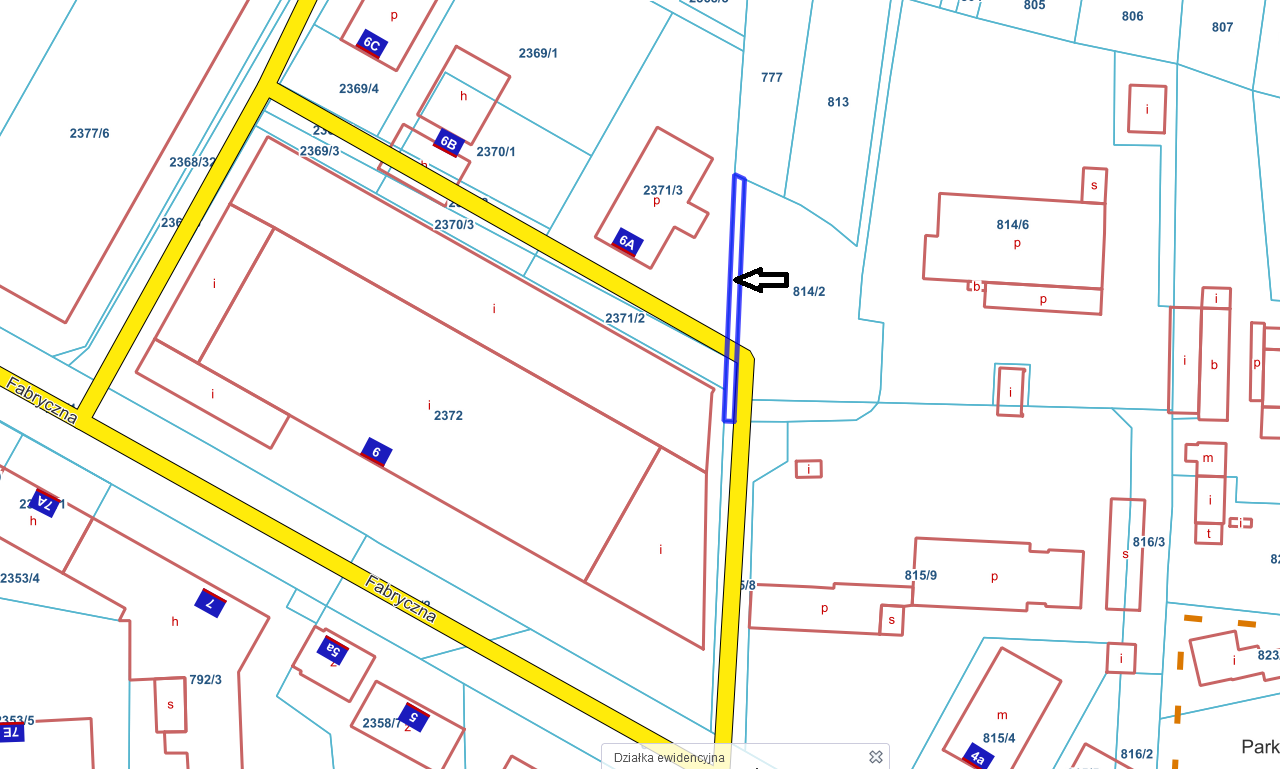 805
806
807
p
6C
2369/1
777
2369/4
813
h
i
2377/6
6B
2369/3
2370/1
2368/32
s
2371/3
p
814/6
2370/3
6A
p
i
b
814/2
p
i
i
2371/2
i
p
b
Fabryczna
i
i
i
2372
6
m
i
i
7A
h
i
t
i
s
816/3
2353/4
i
815/9
p
Fabryczna
p
7
h
s
5a
i
i
792/3
s
m
2358/7
5
815/4
7E
4a
816/2
Park
Działka ewidencyjna